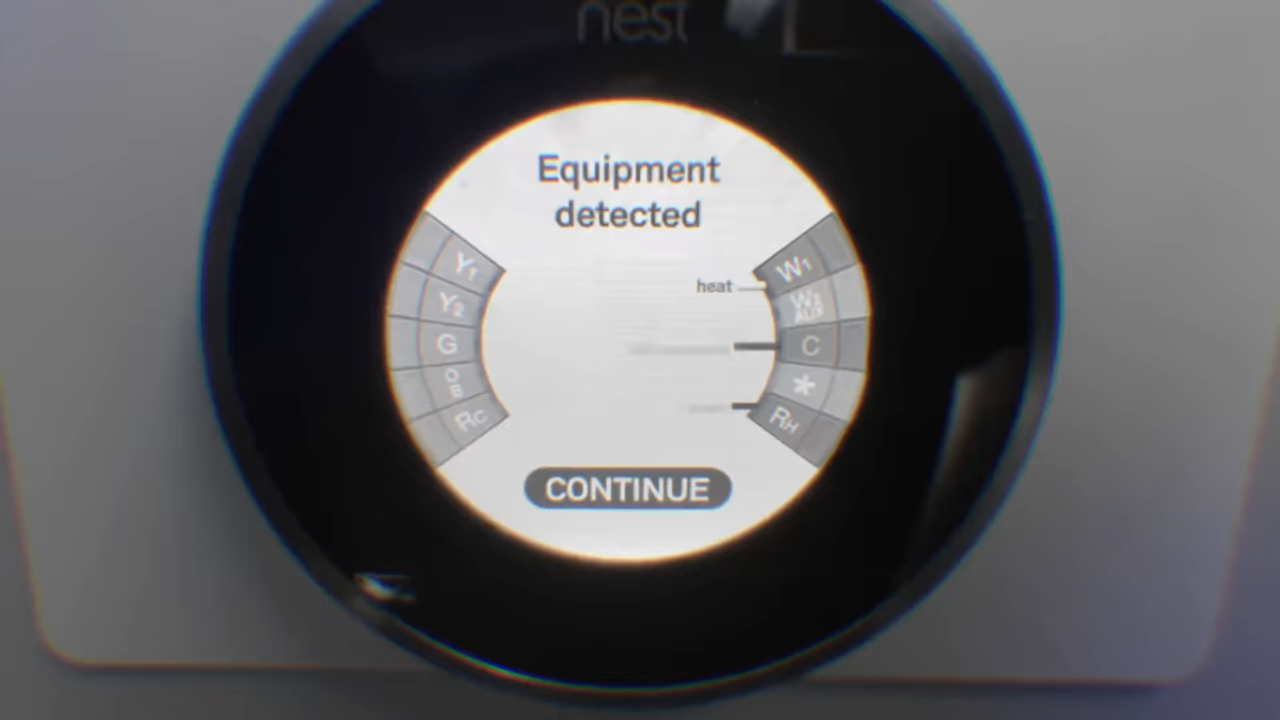 nest
Equipment
detected
Y1
Y2
G
O
B
RC
heat
W1
W2
AUX
C
*
RH
CONTINUE